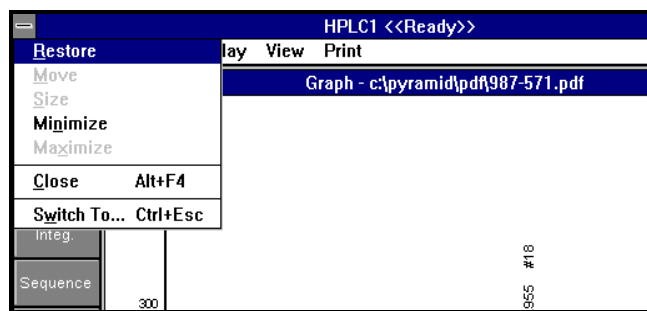 HPLC1 <<Ready>>
Restore
lay View Print
Move
Graph - c:\pyramid\pdf\987-571.pdf
Size
Minimize
Maximize
Close Alt+F4
Switch To... Ctrl+Esc
Integ.
Sequence
300
955 #18